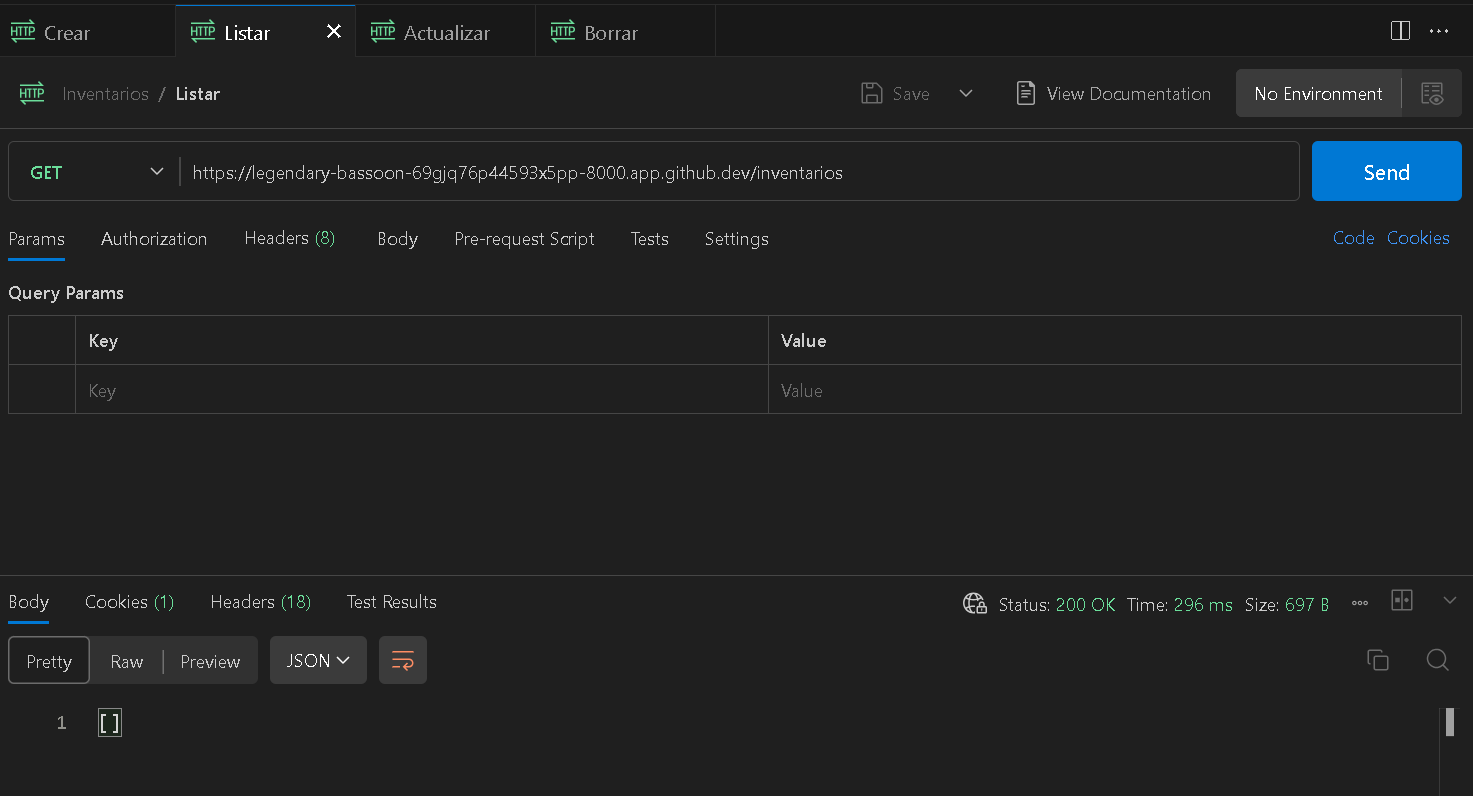 HTTP Crear HTTP Listar HTTP Actualizar HTTP Borrar
HTTP Inventarios / Listar Save View Documentation No Environment
GET https://legendary-bassoon-69gjq76p44593x5pp-8000.app.github.dev/inventarios Send
Params Authorization Headers (8) Body Pre-request Script Tests Settings Code Cookies
Query Params
Key Value
Key Value
Body Cookies (1) Headers (18) Test Results Status: 200 OK Time: 296 ms Size: 697 B
Pretty Raw Preview JSON
1 []